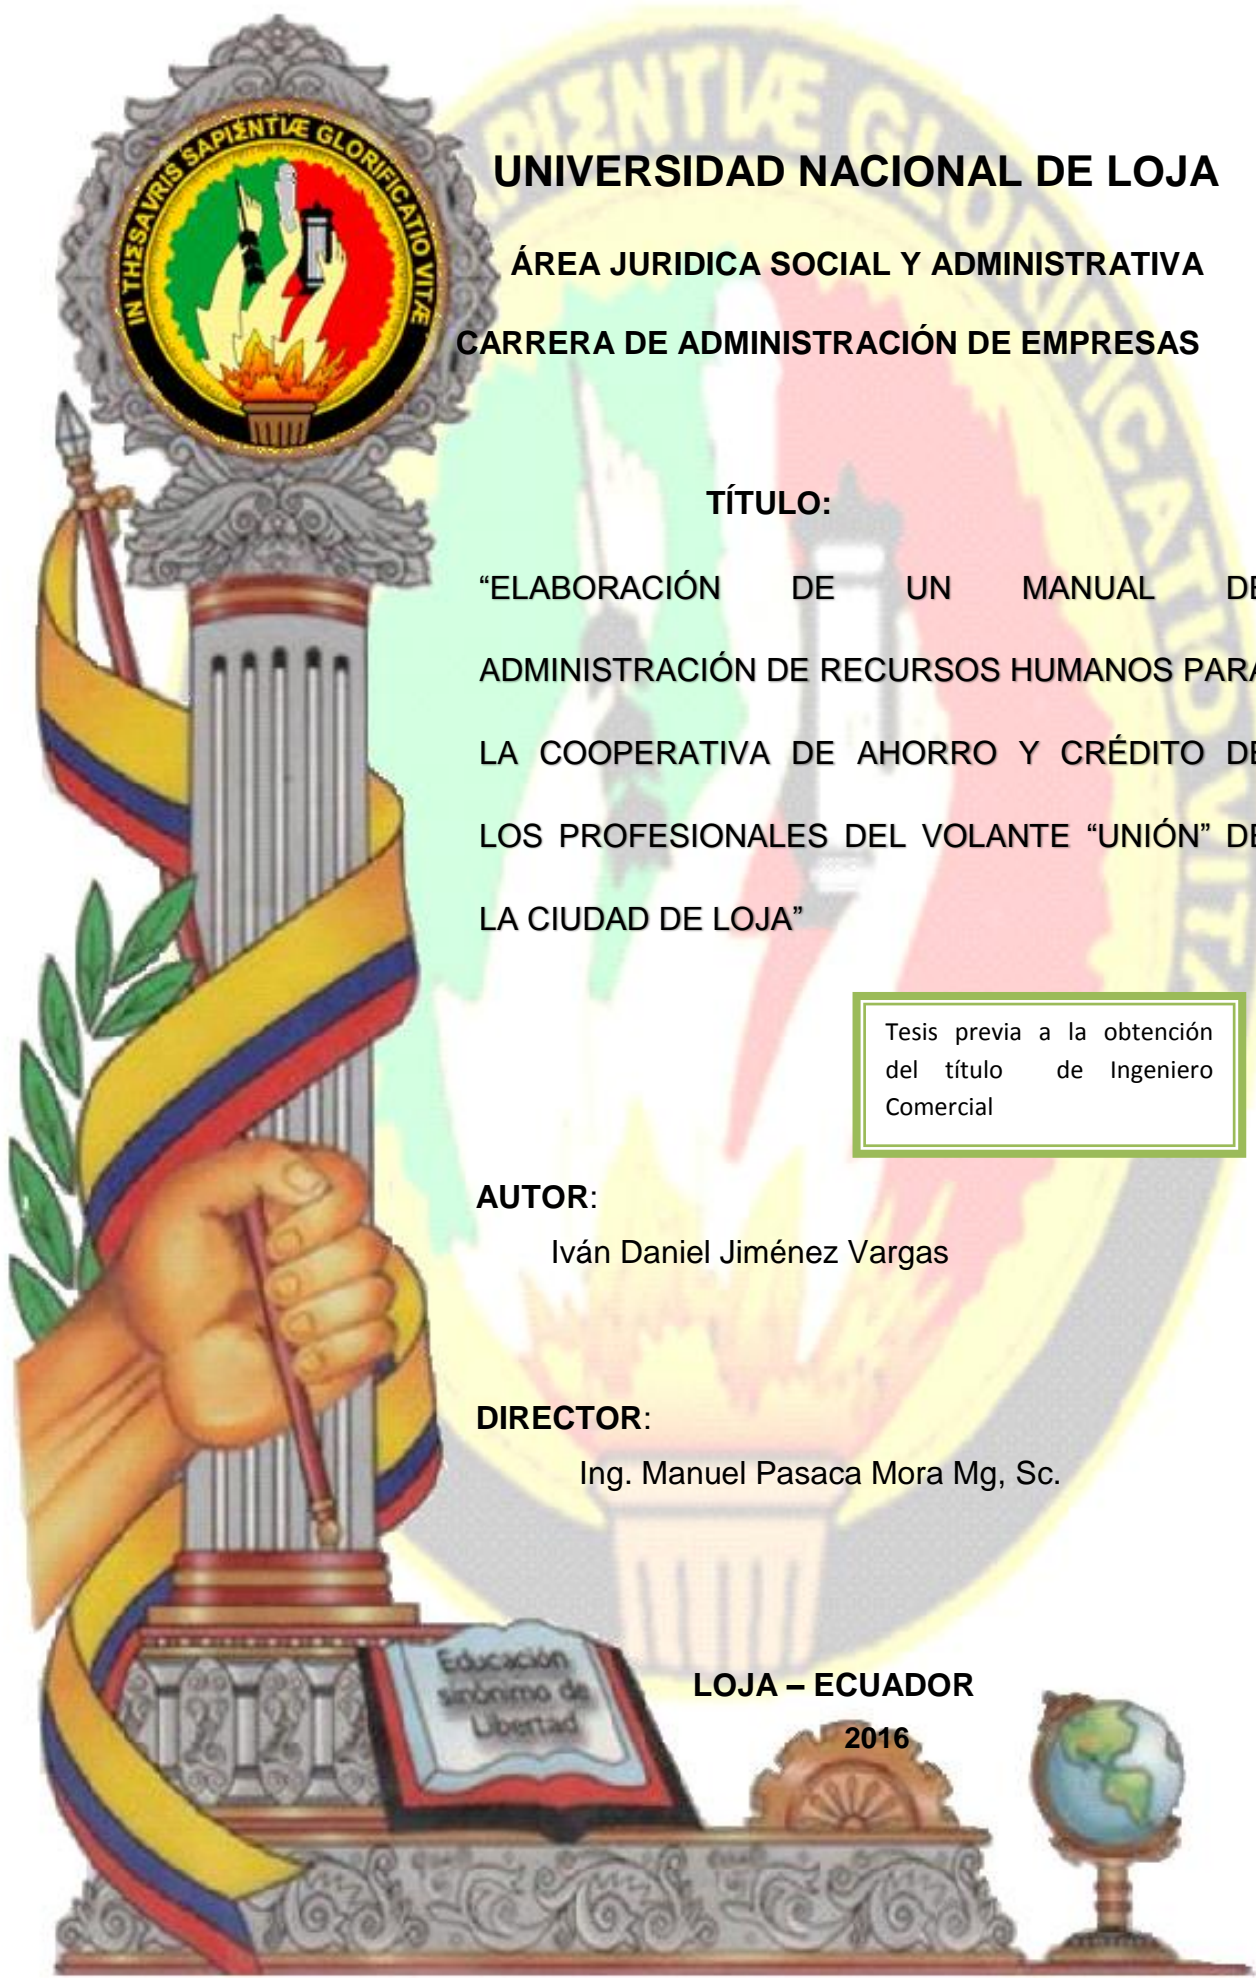 IN THΣSAVRIS SAPIΣNTIÆ GLORIFICATIO VITÆ
UNIVERSIDAD NACIONAL DE LOJA
ÁREA JURIDICA SOCIAL Y ADMINISTRATIVA
CARRERA DE ADMINISTRACIÓN DE EMPRESAS
TÍTULO:
“ELABORACIÓN DE UN MANUAL DE
ADMINISTRACIÓN DE RECURSOS HUMANOS PARA
LA COOPERATIVA DE AHORRO Y CRÉDITO DE
LOS PROFESIONALES DEL VOLANTE “UNIÓN” DE
LA CIUDAD DE LOJA”
Tesis previa a la obtención
del título de Ingeniero
Comercial
AUTOR:
Iván Daniel Jiménez Vargas
DIRECTOR:
Ing. Manuel Pasaca Mora Mg, Sc.
Educación
sinónimo de
Libertad
LOJA – ECUADOR
2016